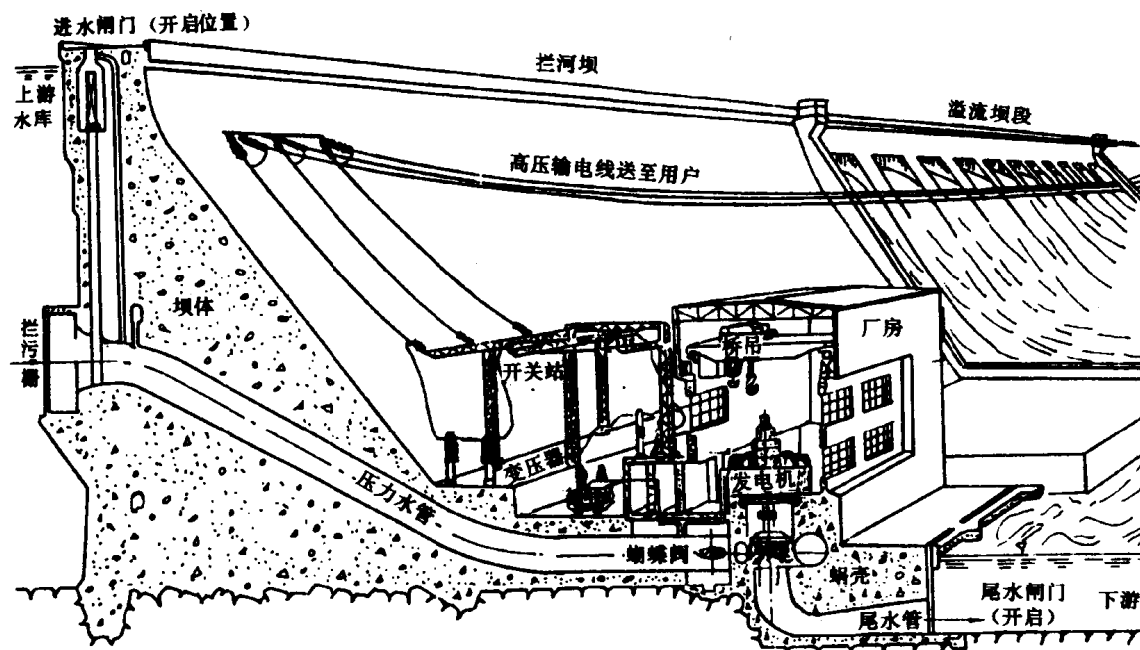 进水闸门（开启位置）
拦河坝
上游
水库
溢流坝段
高压输电线送至用户
坝体
拦污栅
厂房
桥吊
开关站
变压器
发电机
压力水管
蝴蝶阀
蜗壳
尾水闸门
（开启）
下游
尾水管